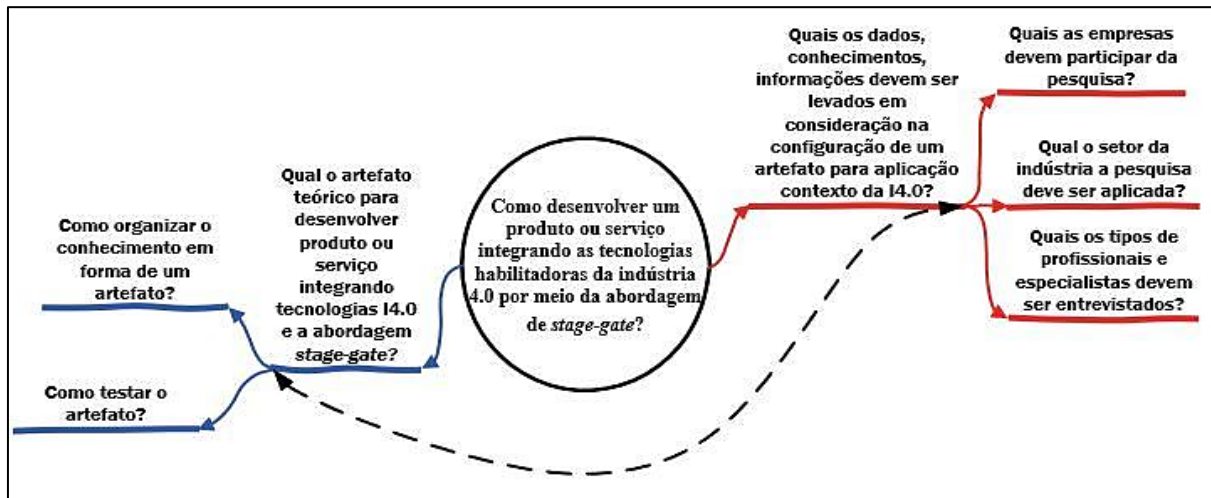 Como organizar o
conhecimento em
forma de um
artefato?
Como testar o
artefato?
Qual o artefato
teórico para
desenvolver
produto ou
serviço
integrando
tecnologias I4.0
e a abordagem
stage-gate?
Como desenvolver um
produto ou serviço
integrando as tecnologias
habilitadoras da indústria
4.0 por meio da abordagem
de stage-gate?
Quais os dados,
conhecimentos,
informações devem ser
levados em
consideração na
configuração de um
artefato para aplicação
contexto da I4.0?
Quais as empresas
devem participar da
pesquisa?
Qual o setor da
indústria a pesquisa
deve ser aplicada?
Quais os tipos de
profissionais e
especialistas devem
ser entrevistados?